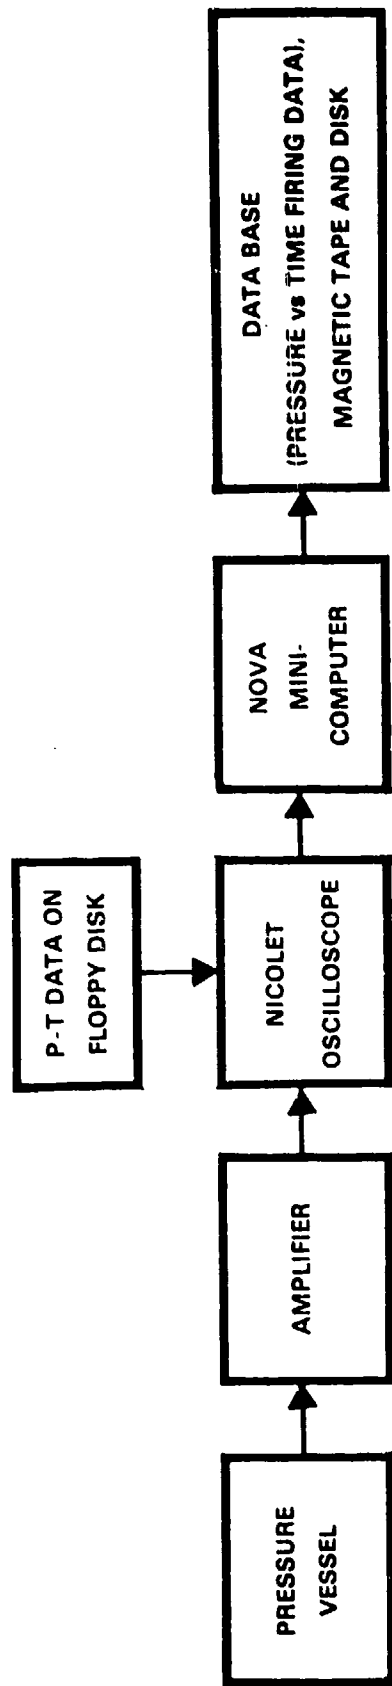 P-T DATA ON
FLOPPY DISK
PRESSURE
VESSEL
AMPLIFIER
NICOLET
OSCILLOSCOPE
NOVA
MINI-
COMPUTER
DATA BASE
(PRESSURE vs TIME FIRING DATA),
MAGNETIC TAPE AND DISK